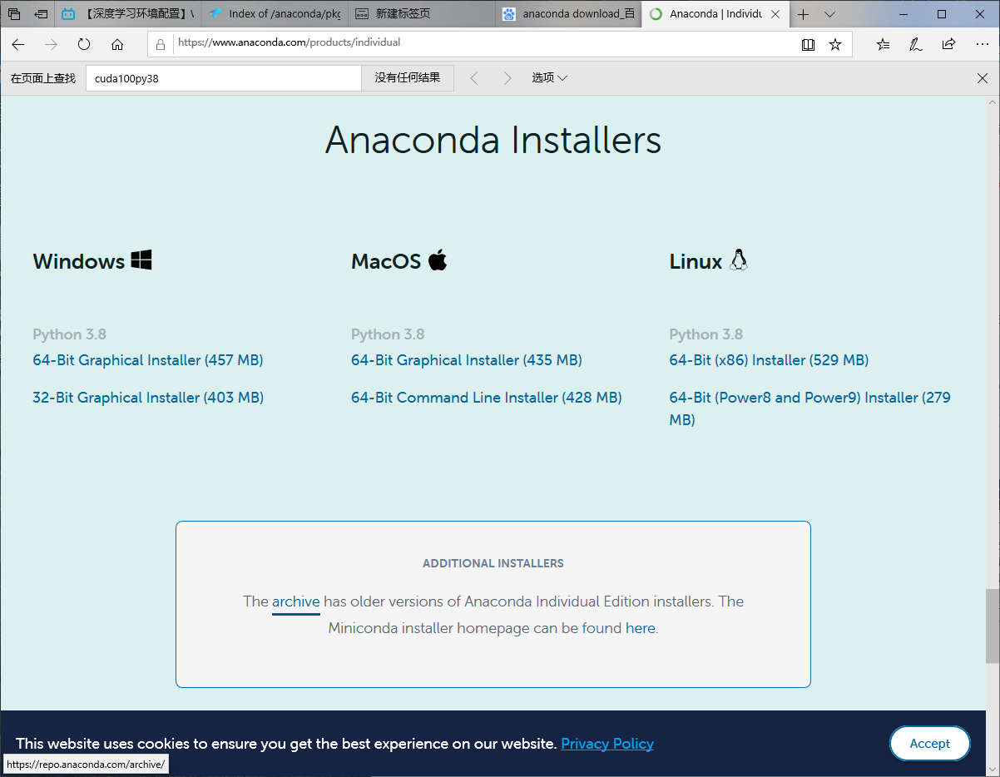 【深度学习环境配置】\
Index of /anaconda/pkg
新建标签页
anaconda download_百
Anaconda | Individu
https://www.anaconda.com/products/individual
在页面上查找
cuda100py38
没有任何结果
选项
Anaconda Installers
Windows
MacOS
Linux
Python 3.8
Python 3.8
Python 3.8
64-Bit Graphical Installer (457 MB)
64-Bit Graphical Installer (435 MB)
64-Bit (x86) Installer (529 MB)
32-Bit Graphical Installer (403 MB)
64-Bit Command Line Installer (428 MB)
64-Bit (Power8 and Power9) Installer (279
MB)
ADDITIONAL INSTALLERS
The archive has older versions of Anaconda Individual Edition installers. The
Miniconda installer homepage can be found here.
This website uses cookies to ensure you get the best experience on our website. Privacy Policy
Accept
https://repo.anaconda.com/archive/